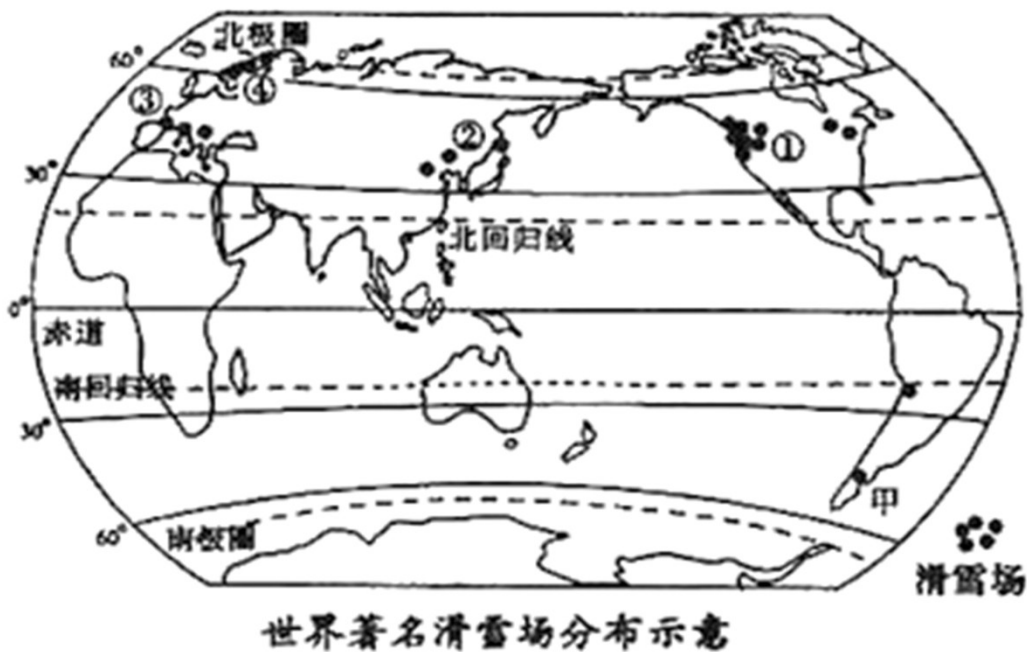 北极圈
60°
③
④
②
①
30°
北回归线
0°
赤道
南回归线
30°
甲
60°
南极圈
滑雪场
世界著名滑雪场分布示意